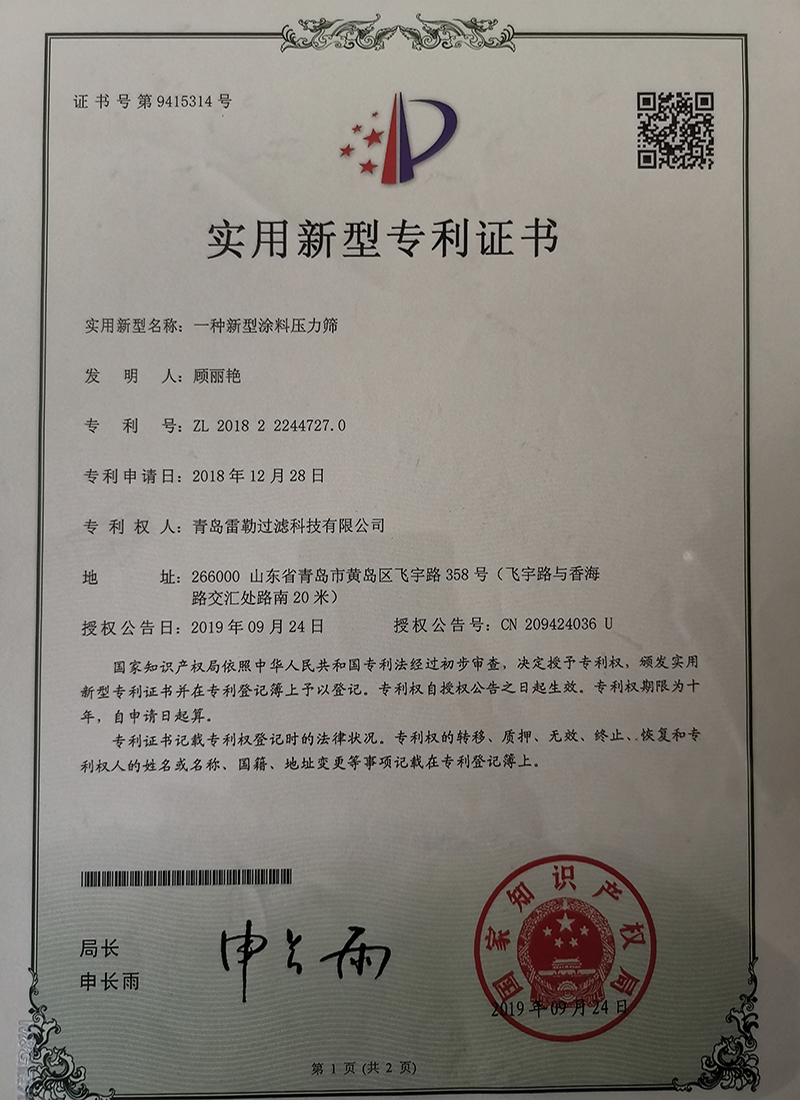 证书号第9415314号
实用新型专利证书
实用新型名称：一种新型涂料压力筛
发明人：顾丽艳
专利号：ZL 2018 2 2244727.0
专利申请日：2018年12月28日
专利权人：青岛雷勒过滤科技有限公司
地址：266000 山东省青岛市黄岛区飞宇路358号（飞宇路与香海
路交汇处路南20米）
授权公告日：2019年09月24日 授权公告号：CN 209424036 U
国家知识产权局依照中华人民共和国专利法经过初步审查，决定授予专利权，颁发实用
新型专利证书并在专利登记簿上予以登记。专利权自授权公告之日起生效。专利权期限为十
年，自申请日起算。
专利证书记载专利权登记时的法律状况。专利权的转移、质押、无效、终止、恢复和专
利权人的姓名或名称、国籍、地址变更等事项记载在专利登记簿上。
局长
申长雨
申长雨
国家知识产权局
2019年09月24日
第1页(共2页)